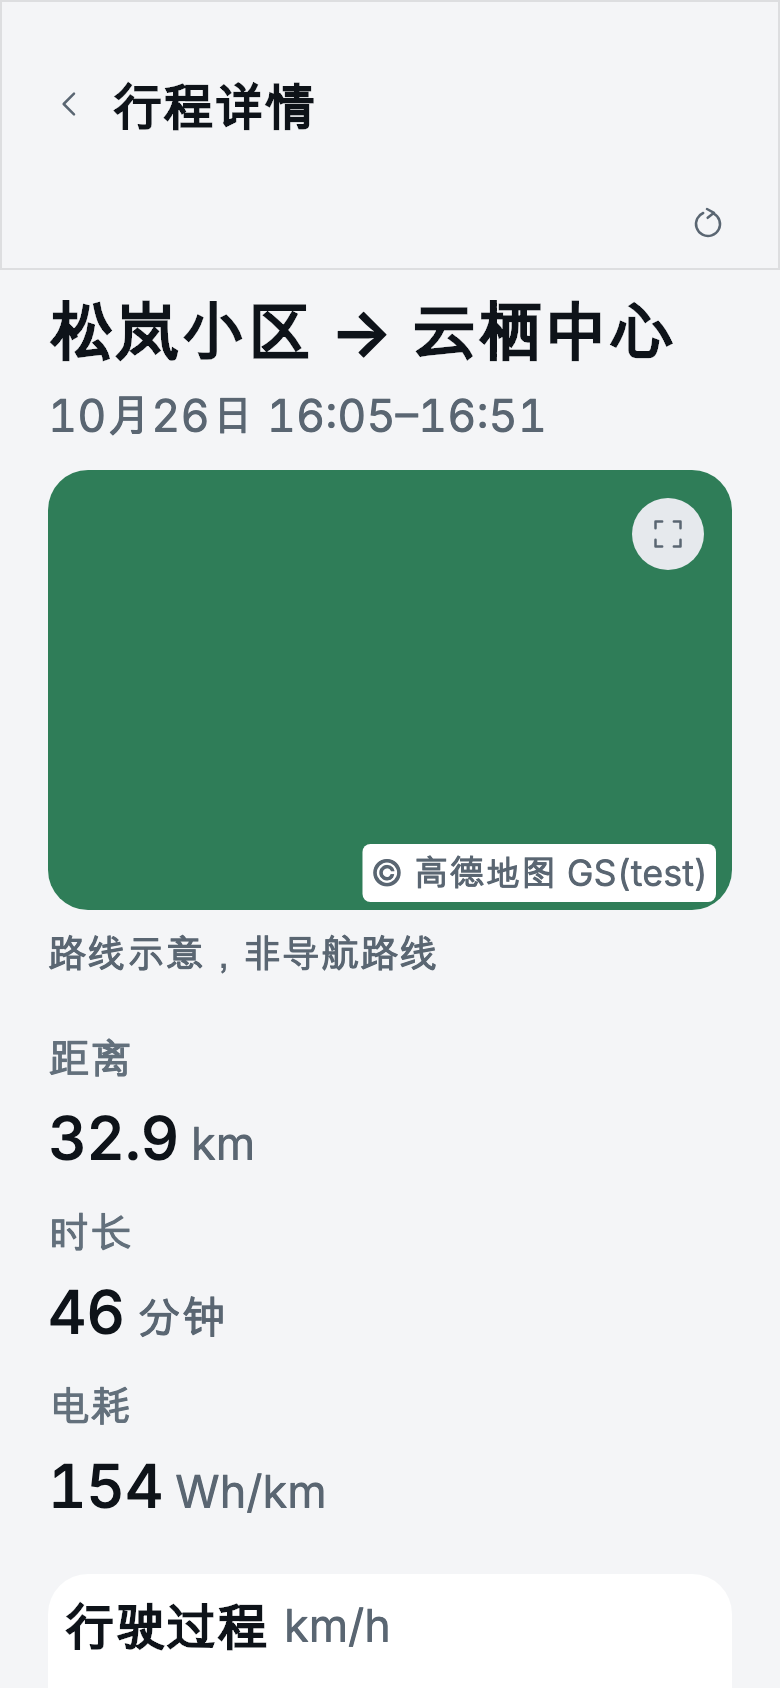 行程详情
松岚小区 → 云栖中心
10月26日 16:05–16:51
© 高德地图 GS(test)
路线示意，非导航路线
距离
32.9 km
时长
46 分钟
电耗
154 Wh/km
行驶过程 km/h